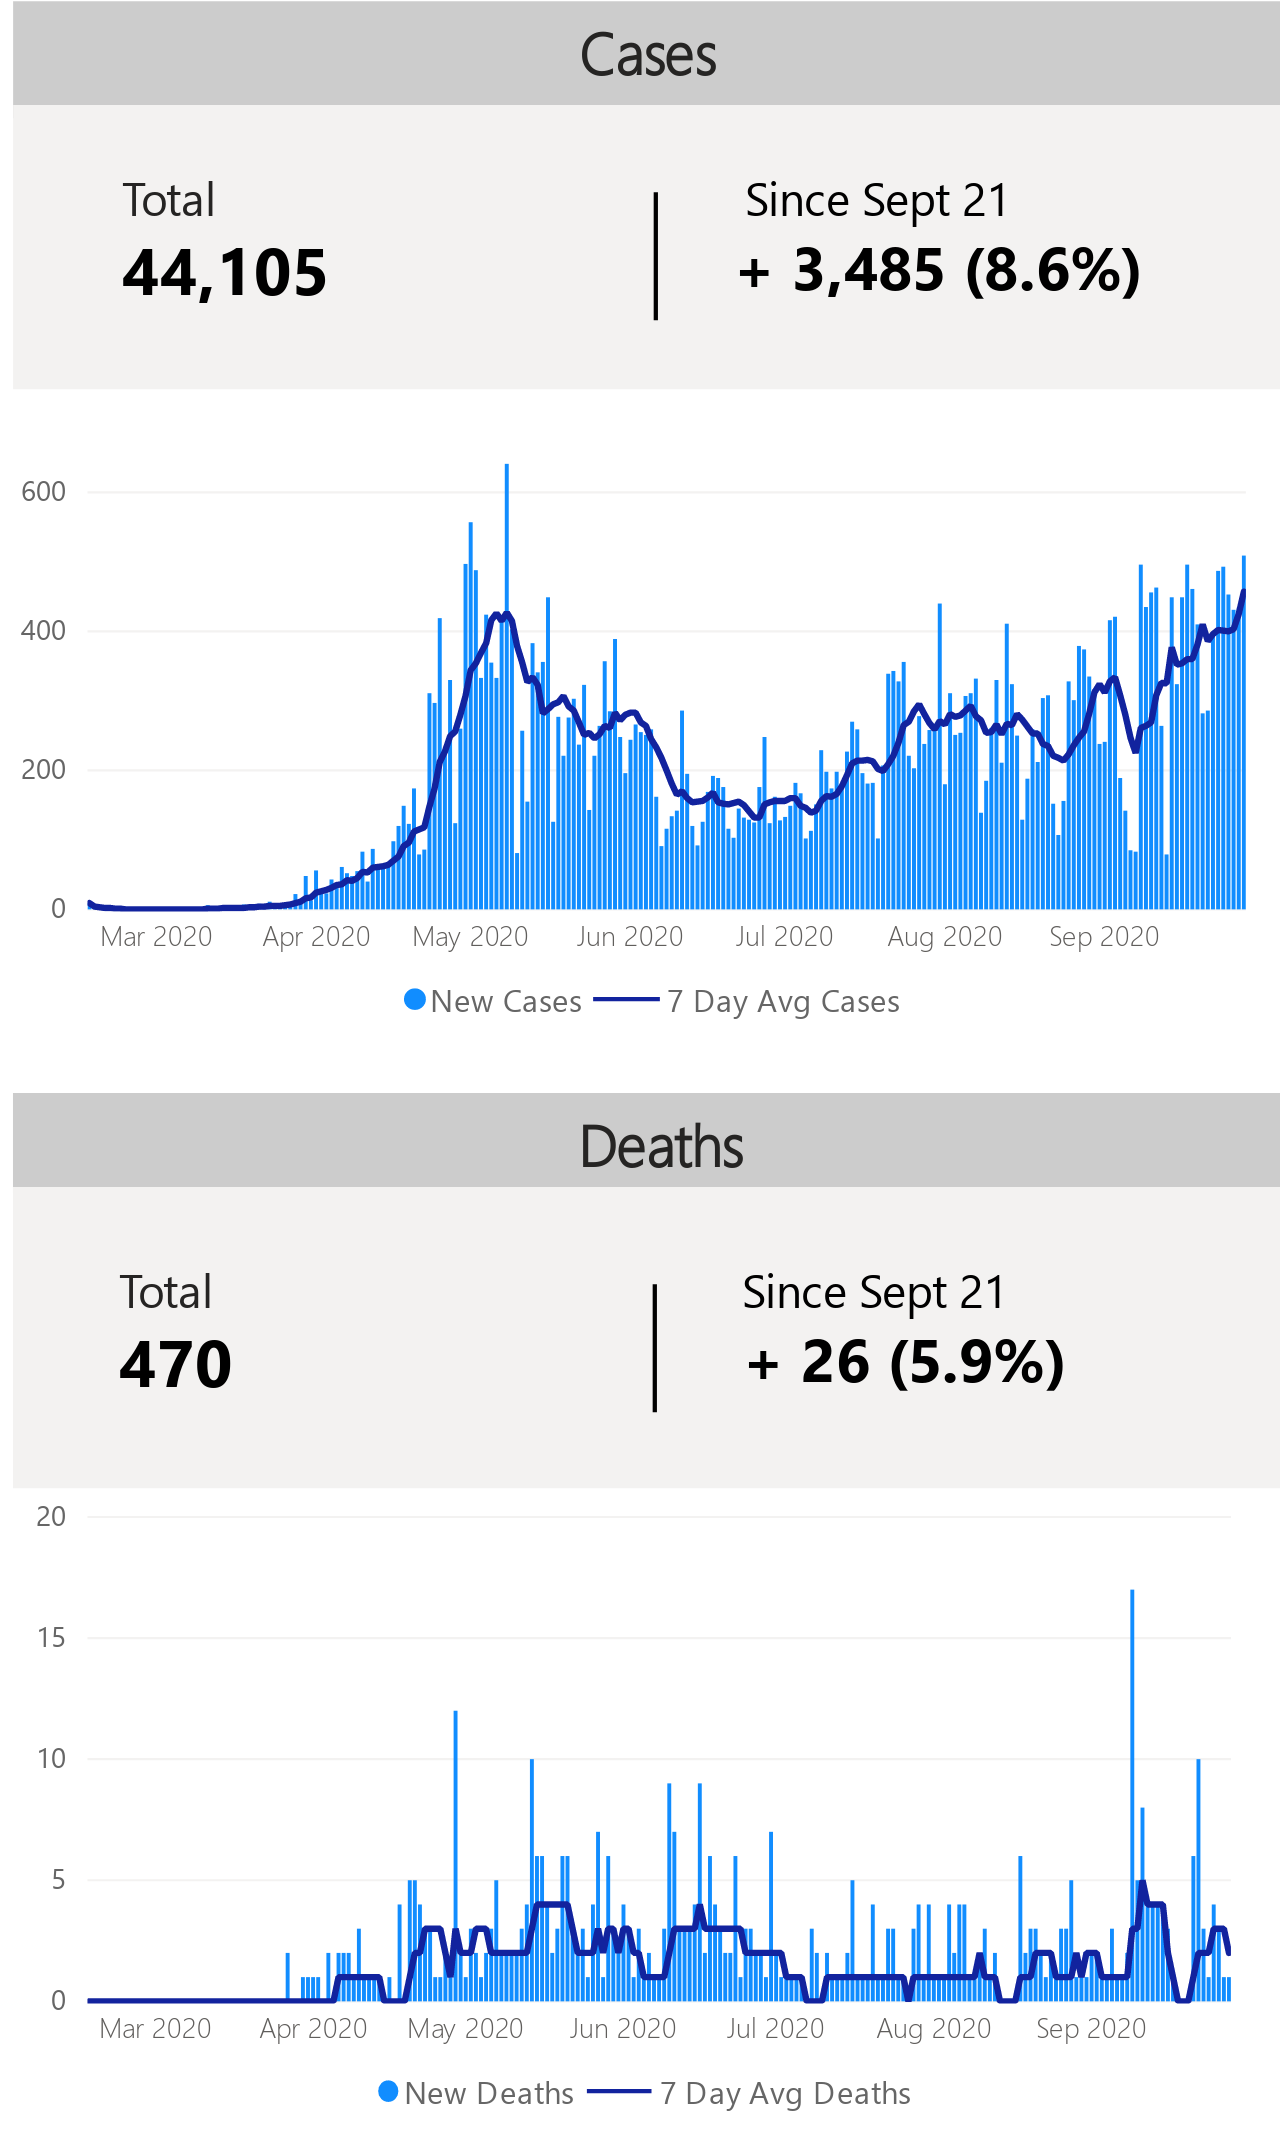 Cases
Total
Since Sept 21
44,105
+ 3,485 (8.6%)
600
400
200
0
Mar 2020 Apr 2020 May 2020 Jun 2020 Jul 2020 Aug 2020 Sep 2020
New Cases 7 Day Avg Cases
Deaths
Total
Since Sept 21
470
+ 26 (5.9%)
20
15
10
5
0
Mar 2020 Apr 2020 May 2020 Jun 2020 Jul 2020 Aug 2020 Sep 2020
New Deaths 7 Day Avg Deaths